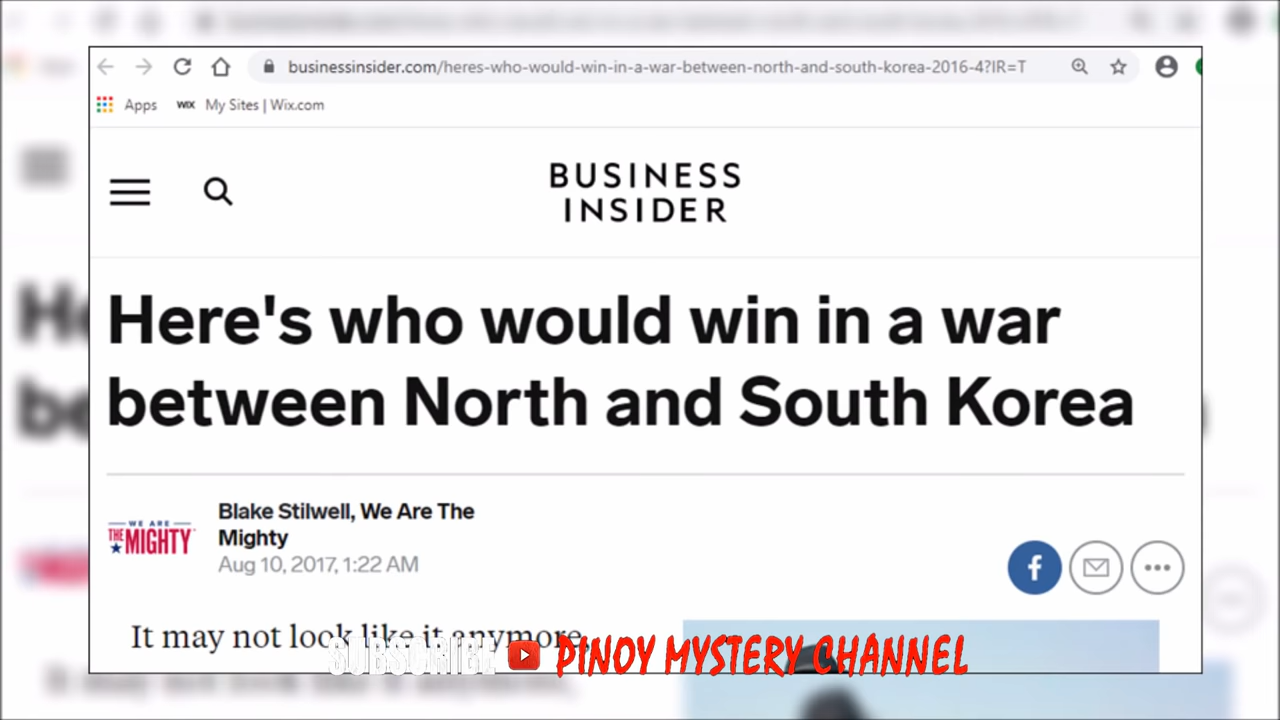 businessinsider.com/heres-who-would-win-in-a-war-between-north-and-south-korea-2016-4?IR=T
Apps WIX My Sites | Wix.com
BUSINESS
INSIDER
Here's who would win in a war
between North and South Korea
WE ARE
THE MIGHTY
Blake Stilwell, We Are The
Mighty
Aug 10, 2017, 1:22 AM
It may not look like it anymore,
SUBSCRIBE PINOY MYSTERY CHANNEL